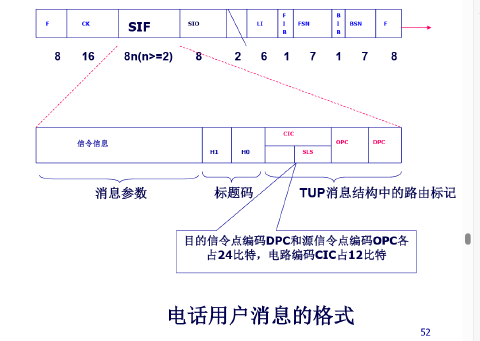 F CK SIF SIO LI FIB FSN BIB BSN F
8 16 8n(n>=2) 8 2 6 1 7 1 7 8
信令信息 H1 H0 CIC SLS OPC DPC
消息参数 标题码 TUP消息结构中的路由标记
目的信令点编码DPC和源信令点编码OPC各
占24比特，电路编码CIC占12比特
电话用户消息的格式
52